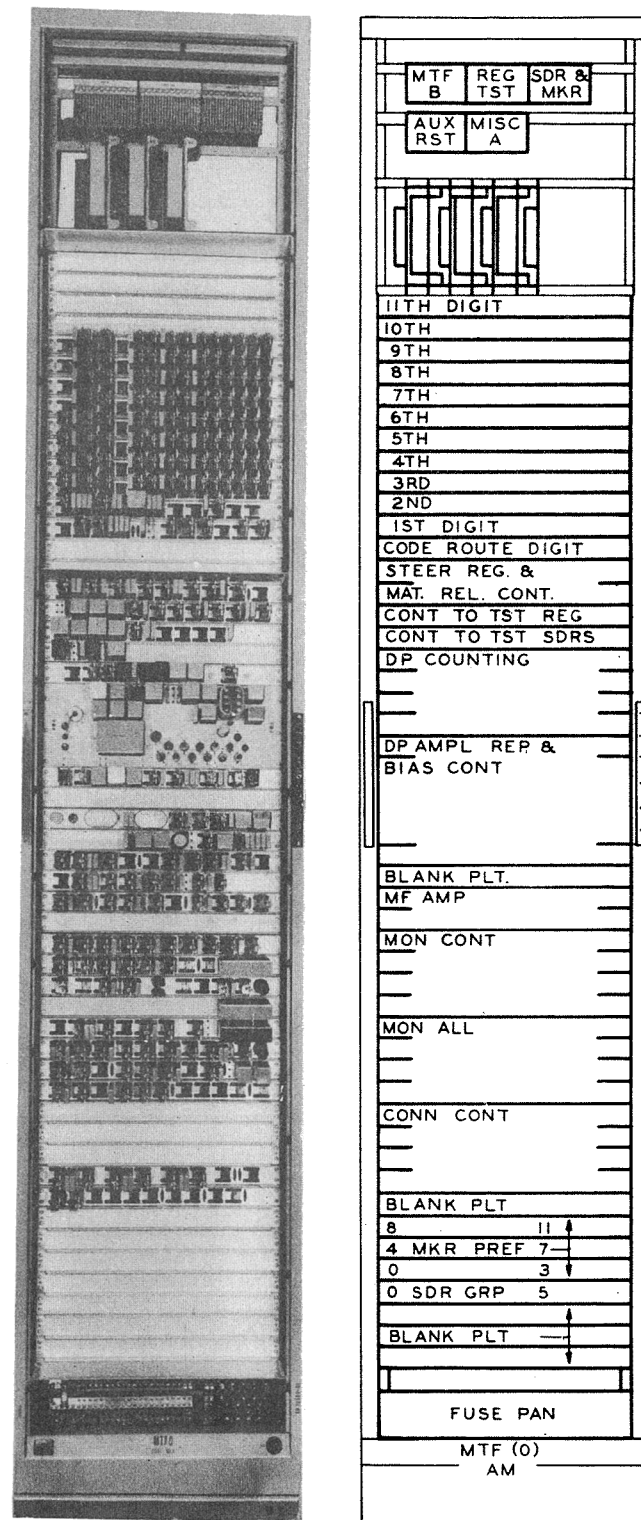 MTF REG SDR &
B TST MKR
AUX MISC
RST A
11TH DIGIT
10TH
9TH
8TH
7TH
6TH
5TH
4TH
3RD
2ND
1ST DIGIT
CODE ROUTE DIGIT
STEER REG. &
MAT. REL. CONT.
CONT TO TST REG
CONT TO TST SDRS
DP COUNTING
DP AMPL REP. &
BIAS CONT
BLANK PLT.
MF AMP
MON CONT
MON ALL
CONN CONT
BLANK PLT
8 11
4 MKR PREF 7
0 3
0 SDR GRP 5
BLANK PLT
FUSE PAN
MTF (0)
AM
MTF 0